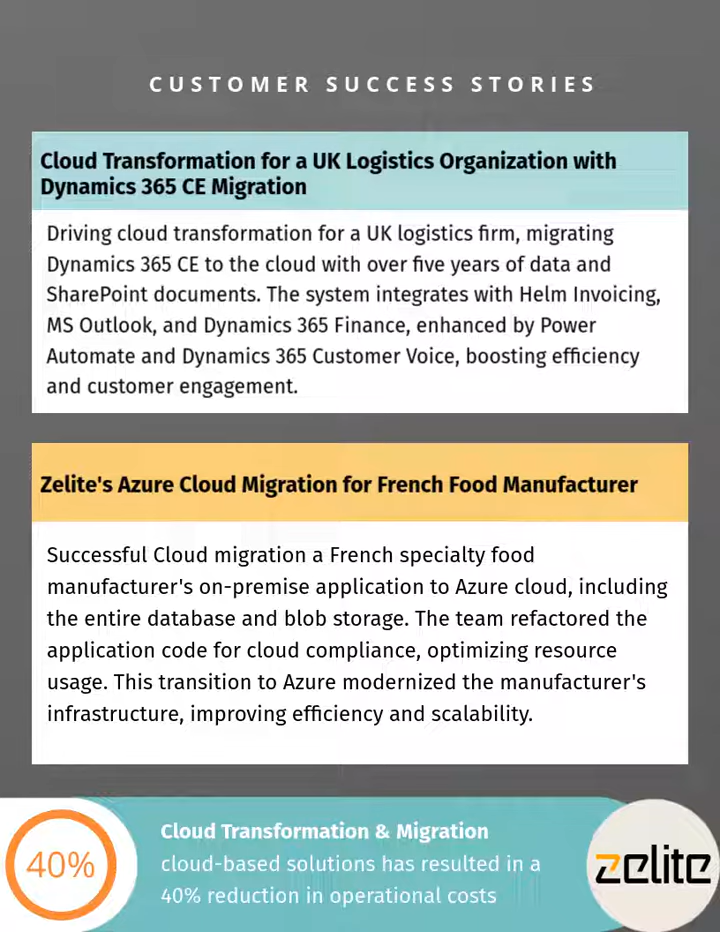 CUSTOMER SUCCESS STORIES
Cloud Transformation for a UK Logistics Organization with
Dynamics 365 CE Migration
Driving cloud transformation for a UK logistics firm, migrating
Dynamics 365 CE to the cloud with over five years of data and
SharePoint documents. The system integrates with Helm Invoicing,
MS Outlook, and Dynamics 365 Finance, enhanced by Power
Automate and Dynamics 365 Customer Voice, boosting efficiency
and customer engagement.
Zelite's Azure Cloud Migration for French Food Manufacturer
Successful Cloud migration a French specialty food
manufacturer's on-premise application to Azure cloud, including
the entire database and blob storage. The team refactored the
application code for cloud compliance, optimizing resource
usage. This transition to Azure modernized the manufacturer's
infrastructure, improving efficiency and scalability.
40%
Cloud Transformation & Migration
cloud-based solutions has resulted in a
40% reduction in operational costs
zelite